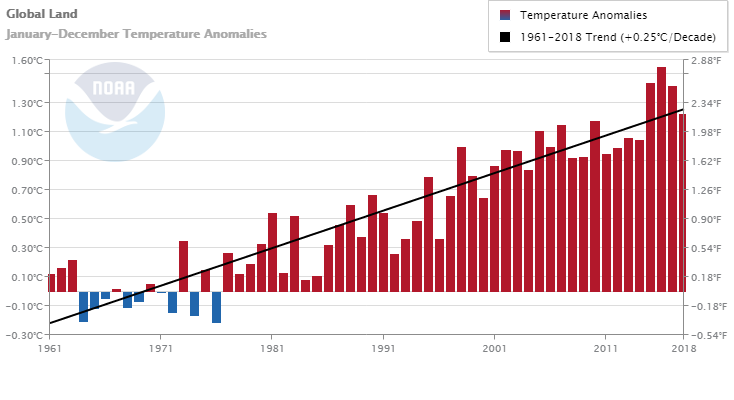 Global Land
January–December Temperature Anomalies
Temperature Anomalies
1961-2018 Trend (+0.25°C/Decade)
NOAA
1.60°C 2.88°F
1.30°C 2.34°F
1.10°C 1.98°F
0.90°C 1.62°F
0.70°C 1.26°F
0.50°C 0.90°F
0.30°C 0.54°F
0.10°C 0.18°F
−0.10°C −0.18°F
−0.30°C −0.54°F
1961 1971 1981 1991 2001 2011 2018